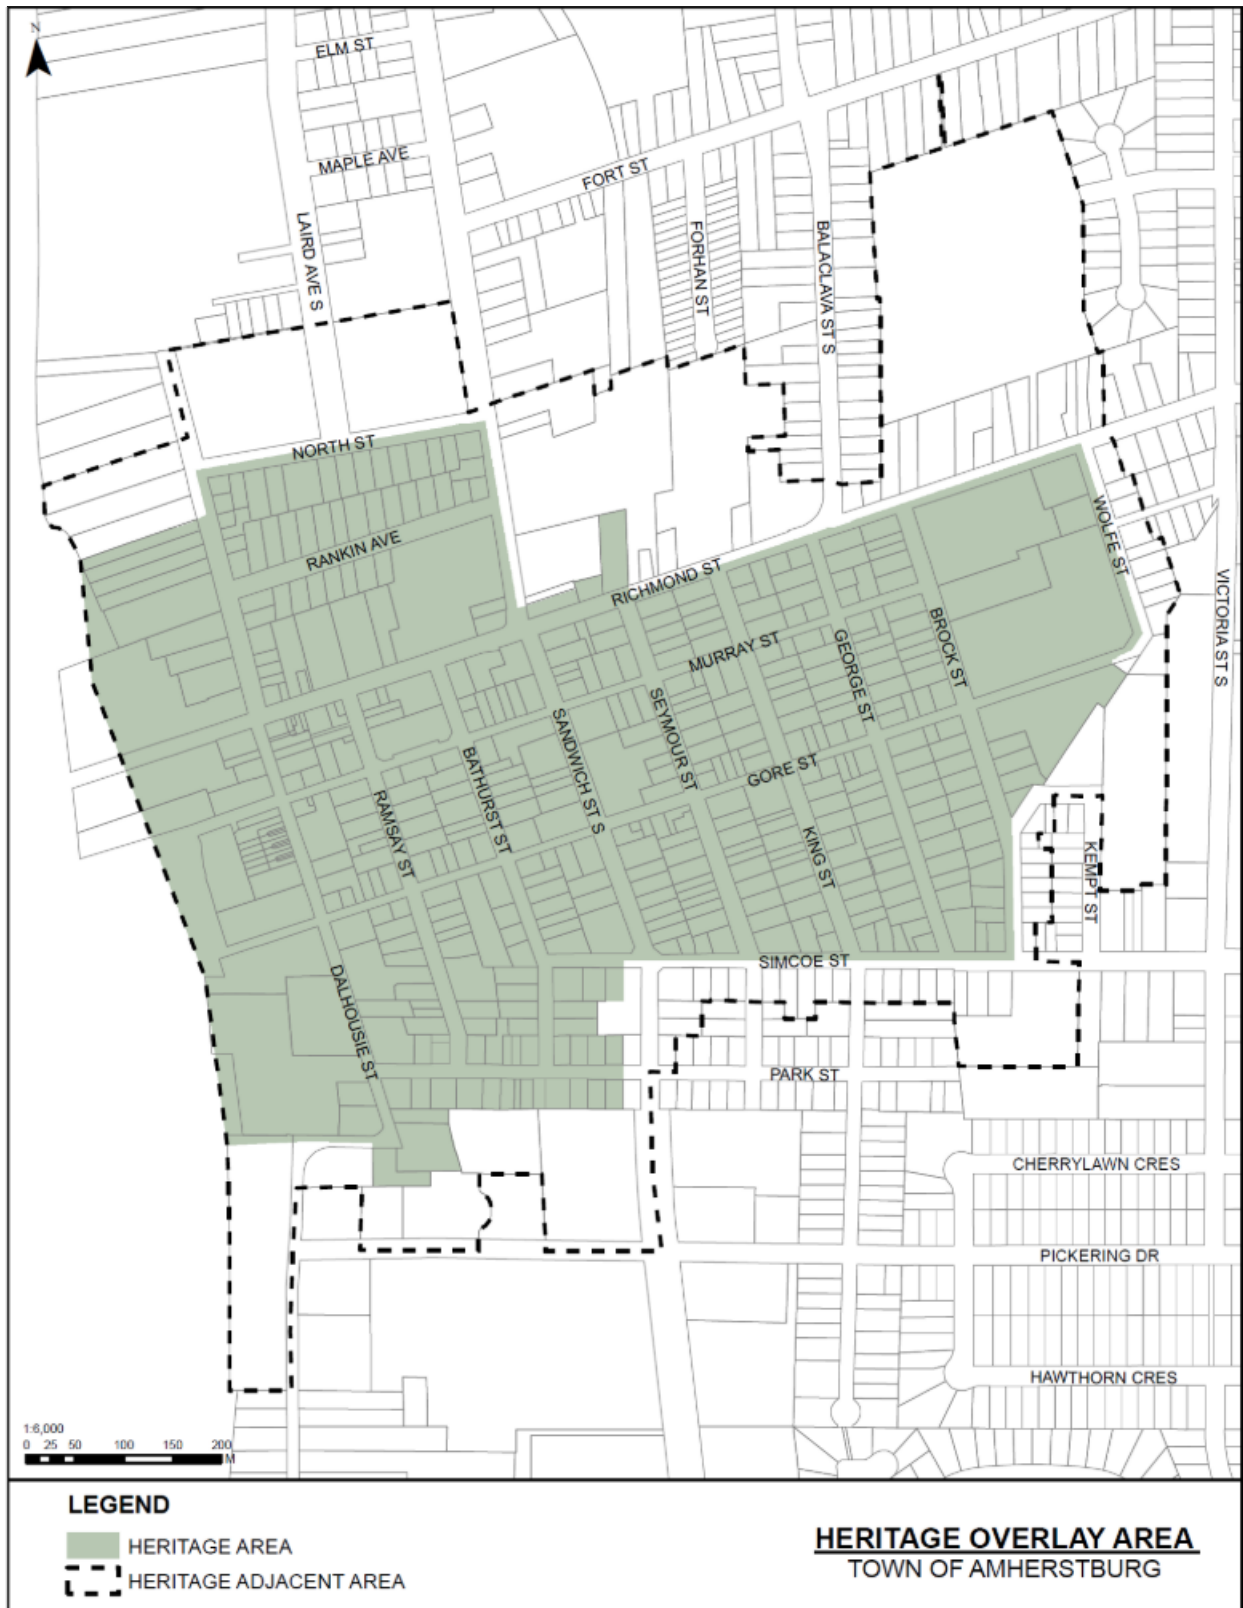 N
ELM ST
MAPLE AVE
FORT ST
LAIRD AVE S
FORHAN ST
BALACLAVA ST S
NORTH ST
RANKIN AVE
RICHMOND ST
WOLFE ST
VICTORIA ST S
MURRAY ST
GEORGE ST
BROCK ST
SEYMOUR ST
SANDWICH ST S
BATHURST ST
RAMSAY ST
GORE ST
KING ST
KEMPT ST
SIMCOE ST
DALHOUSIE ST
PARK ST
CHERRYLAWN CRES
PICKERING DR
HAWTHORN CRES
1:6,000
0 25 50 100 150 200
M
LEGEND
HERITAGE AREA
HERITAGE ADJACENT AREA
HERITAGE OVERLAY AREA
TOWN OF AMHERSTBURG